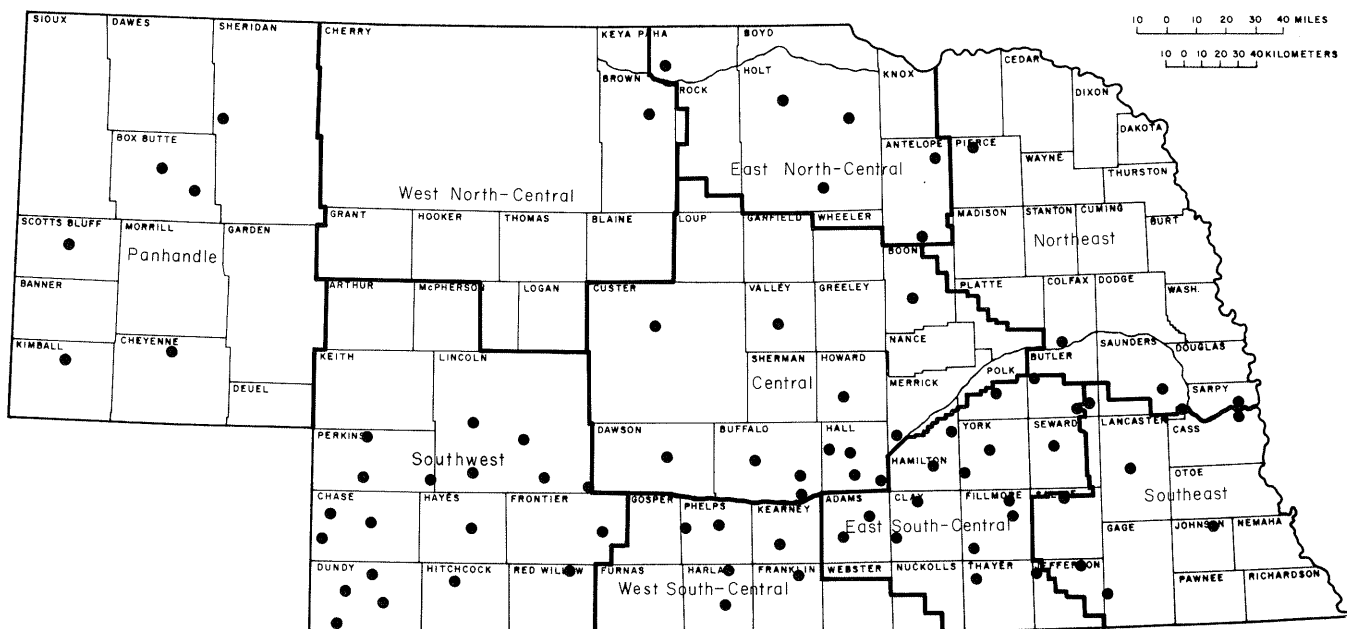 10 0 10 20 30 40 MILES
10 0 10 20 30 40 KILOMETERS
SIOUX DAWES SHERIDAN CHERRY KEYA PAHA BOYD
CEDAR
HOLT KNOX
BROWN ROCK DIXON
DAKOTA
BOX BUTTE ANTELOPE PIERCE
WAYNE
East North-Central
THURSTON
West North-Central
GRANT HOOKER THOMAS BLAINE LOUP GARFIELD WHEELER MADISON STANTON CUMING
SCOTTS BLUFF MORRILL GARDEN BURT
Northeast
Panhandle
BOON
BANNER ARTHUR McPHERSON LOGAN CUSTER VALLEY GREELEY PLATTE COLFAX DODGE WASH.
KIMBALL CHEYENNE NANCE
SAUNDERS DOUGLAS
KEITH LINCOLN SHERMAN HOWARD BUTLER
POLK
DEUEL Central MERRICK SARPY
PERKINS DAWSON BUFFALO HALL YORK SEWARD LANCASTER CASS
Southwest HAMILTON
OTOE
CHASE HAYES FRONTIER GOSPER PHELPS KEARNEY ADAMS CLAY FILLMORE SALINE Southeast
East South-Central
GAGE JOHNSON NEMAHA
DUNDY HITCHCOCK RED WILLOW FURNAS HARLAN FRANKLIN WEBSTER NUCKOLLS THAYER JEFFERSON
West South-Central
PAWNEE RICHARDSON